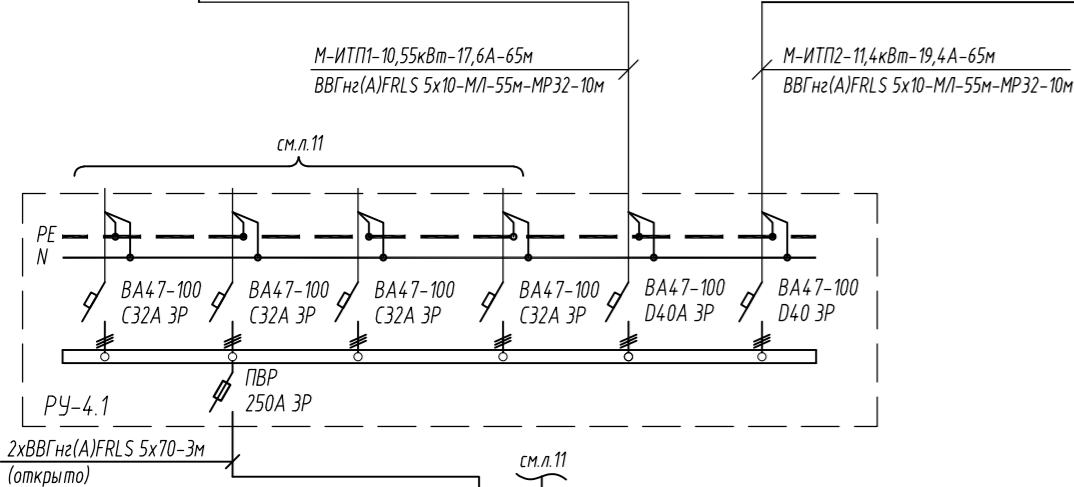 М-ИТП1-10,55кВт-17,6А-65м
ВВГнг(А)FRLS 5х10-М/Л-55м-МР32-10м
М-ИТП2-11,4кВт-19,4А-65м
ВВГнг(А)FRLS 5х10-М/Л-55м-МР32-10м
см.л.11
PE
N
ВА47-100
С32А 3Р
ВА47-100
С32А 3Р
ВА47-100
С32А 3Р
ВА47-100
С32А 3Р
ВА47-100
D40А 3Р
ВА47-100
D40 3Р
ПВР
250А 3Р
РУ-4.1
2хВВГнг(А)FRLS 5х70-3м
(открыто)
см.л.11